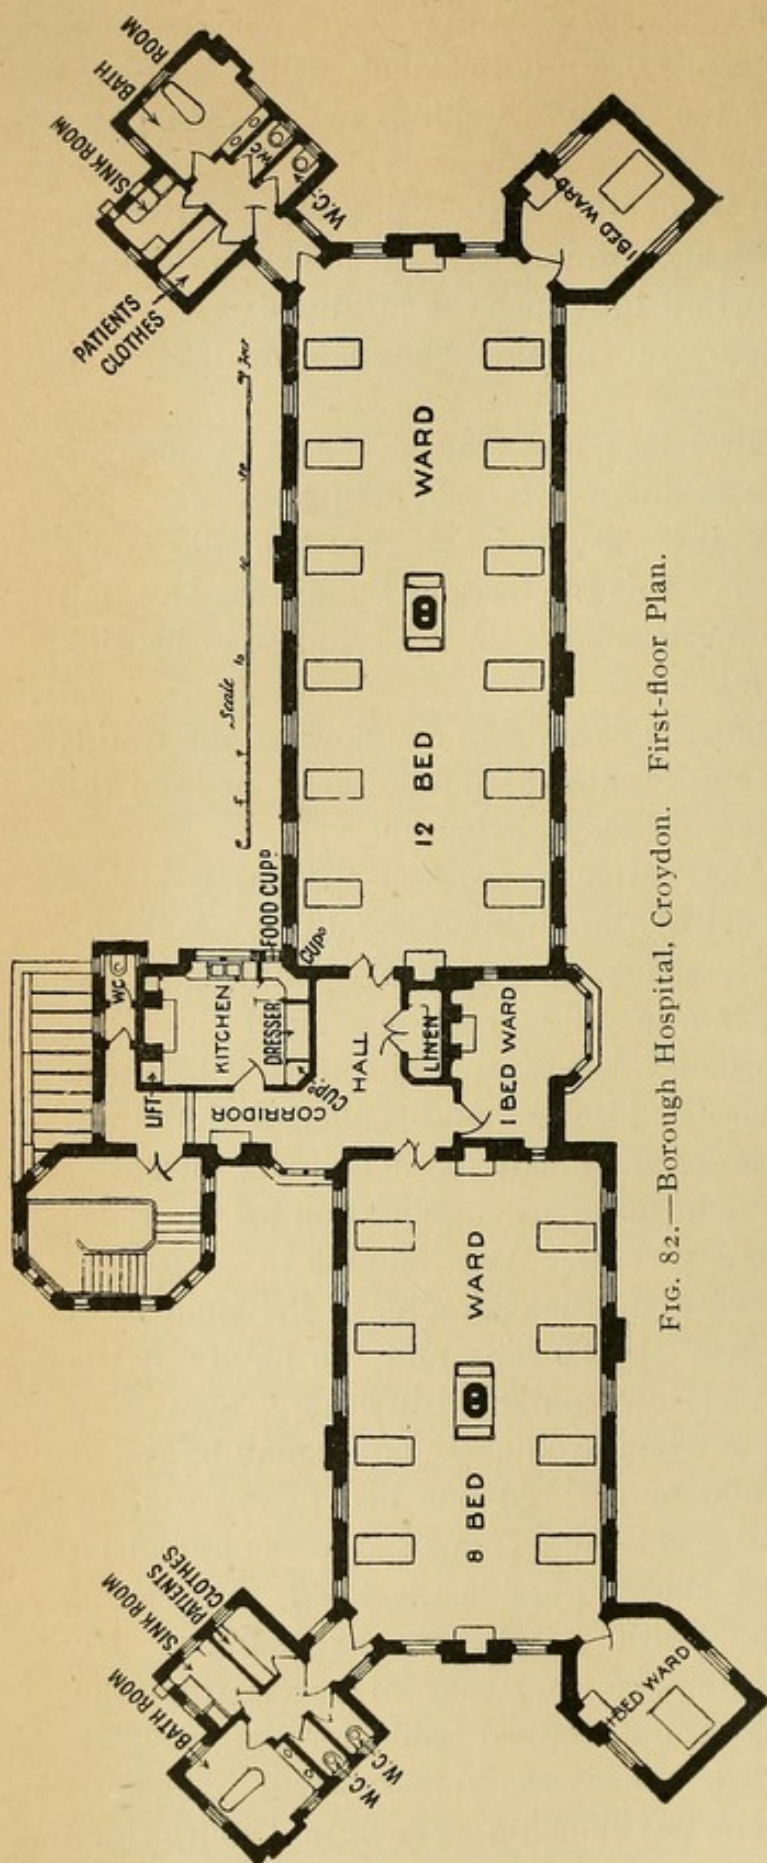 BATH
ROOM
SINK ROOM
PATIENTS
CLOTHES
WC
W.C.
1 BED WARD
Scale
12 BED WARD
FOOD CUPD
CUPD
WC
KITCHEN
DRESSER
CUPD
LIFT
CORRIDOR
HALL
LINEN
1 BED WARD
8 BED WARD
PATIENTS
CLOTHES
SINK ROOM
BATH ROOM
W.C.
W.C.
1 BED WARD
FIG. 82.—Borough Hospital, Croydon. First-floor Plan.